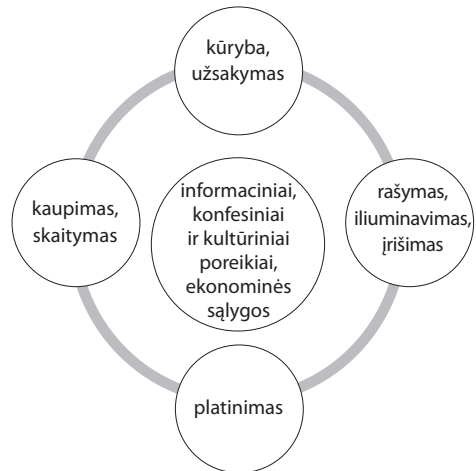 kūryba,
užsakymas
kaupimas,
skaitymas
informaciniai,
konfesiniai
ir kultūriniai
poreikiai,
ekonominės
sąlygos
rašymas,
iliuminavimas,
įrišimas
platinimas